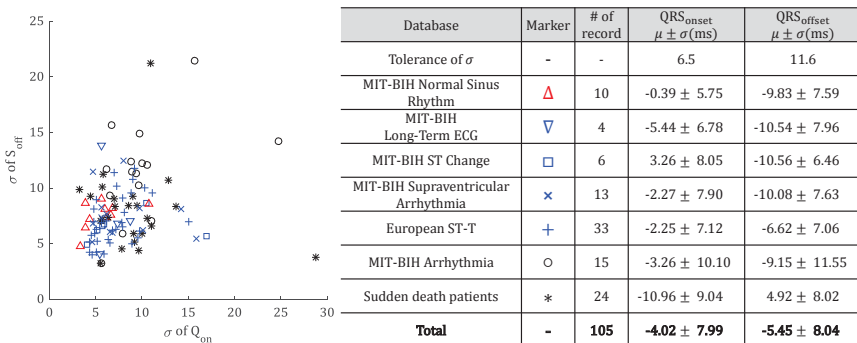 25
20
15
10
5
0
σ of S_off
0 5 10 15 20 25 30
σ of Q_on
Database Marker # of record QRS_onset μ ± σ(ms) QRS_offset μ ± σ(ms)
Tolerance of σ - - 6.5 11.6
MIT-BIH Normal Sinus Rhythm △ 10 -0.39 ± 5.75 -9.83 ± 7.59
MIT-BIH Long-Term ECG ▽ 4 -5.44 ± 6.78 -10.54 ± 7.96
MIT-BIH ST Change □ 6 3.26 ± 8.05 -10.56 ± 6.46
MIT-BIH Supraventricular Arrhythmia × 13 -2.27 ± 7.90 -10.08 ± 7.63
European ST-T + 33 -2.25 ± 7.12 -6.62 ± 7.06
MIT-BIH Arrhythmia ○ 15 -3.26 ± 10.10 -9.15 ± 11.55
Sudden death patients * 24 -10.96 ± 9.04 4.92 ± 8.02
Total - 105 -4.02 ± 7.99 -5.45 ± 8.04